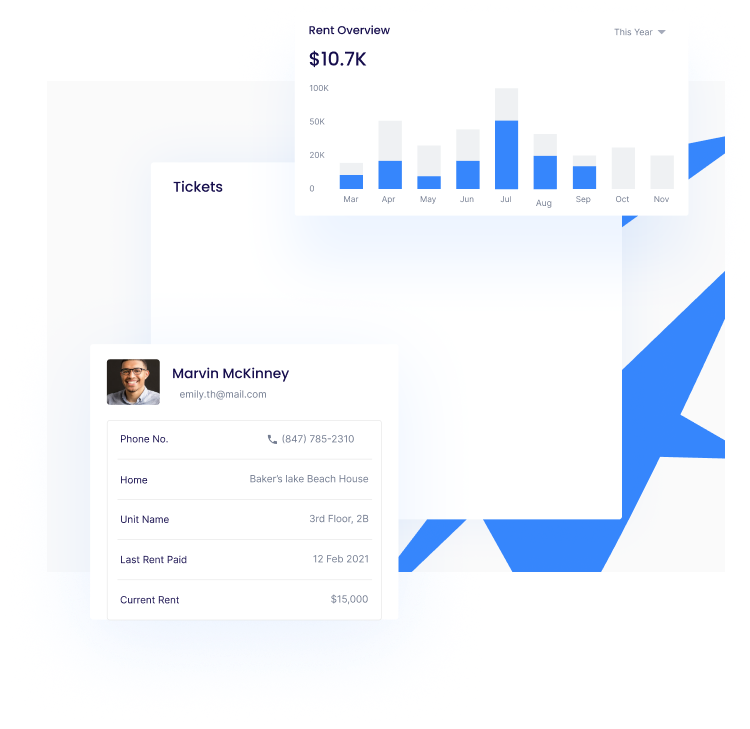 Rent Overview
This Year
$10.7K
100K
50K
20K
0
Mar Apr May Jun Jul Aug Sep Oct Nov
Tickets
Marvin McKinney
emily.th@mail.com
Phone No. (847) 785-2310
Home Baker's lake Beach House
Unit Name 3rd Floor, 2B
Last Rent Paid 12 Feb 2021
Current Rent $15,000